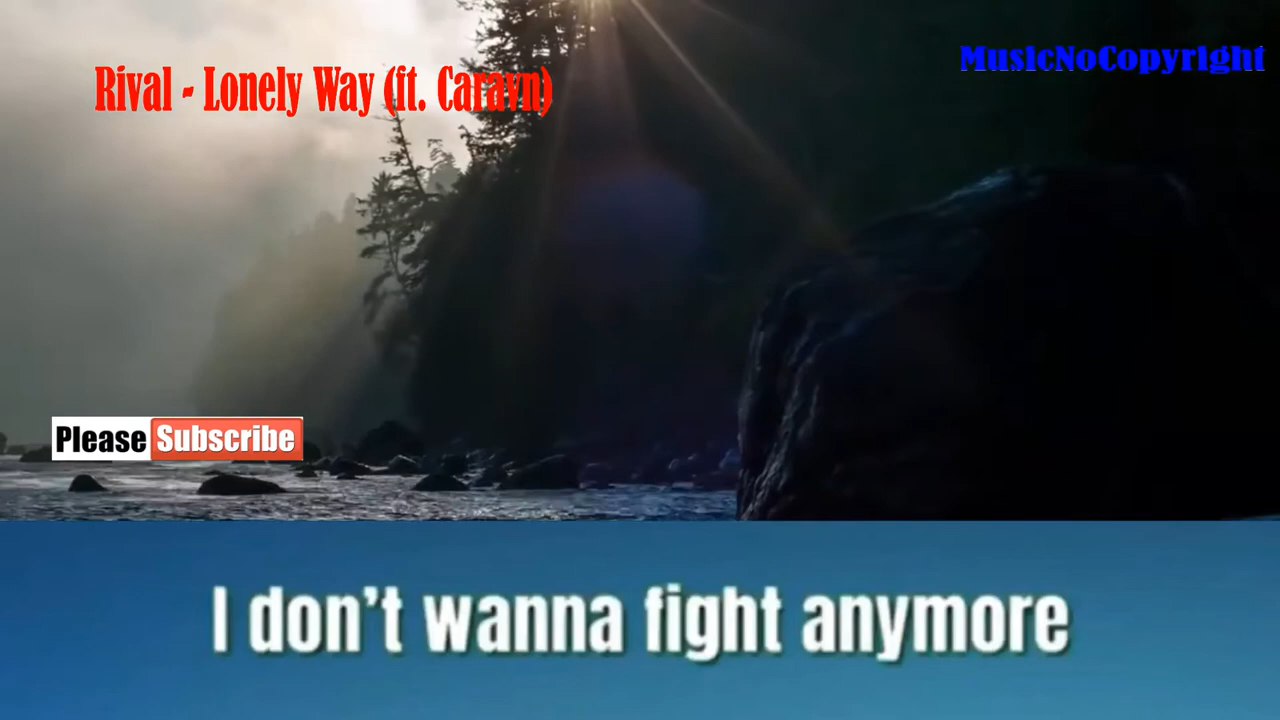 Rival - Lonely Way (ft. Caravn)
MusicNoCopyright
Please Subscribe
I don't wanna fight anymore